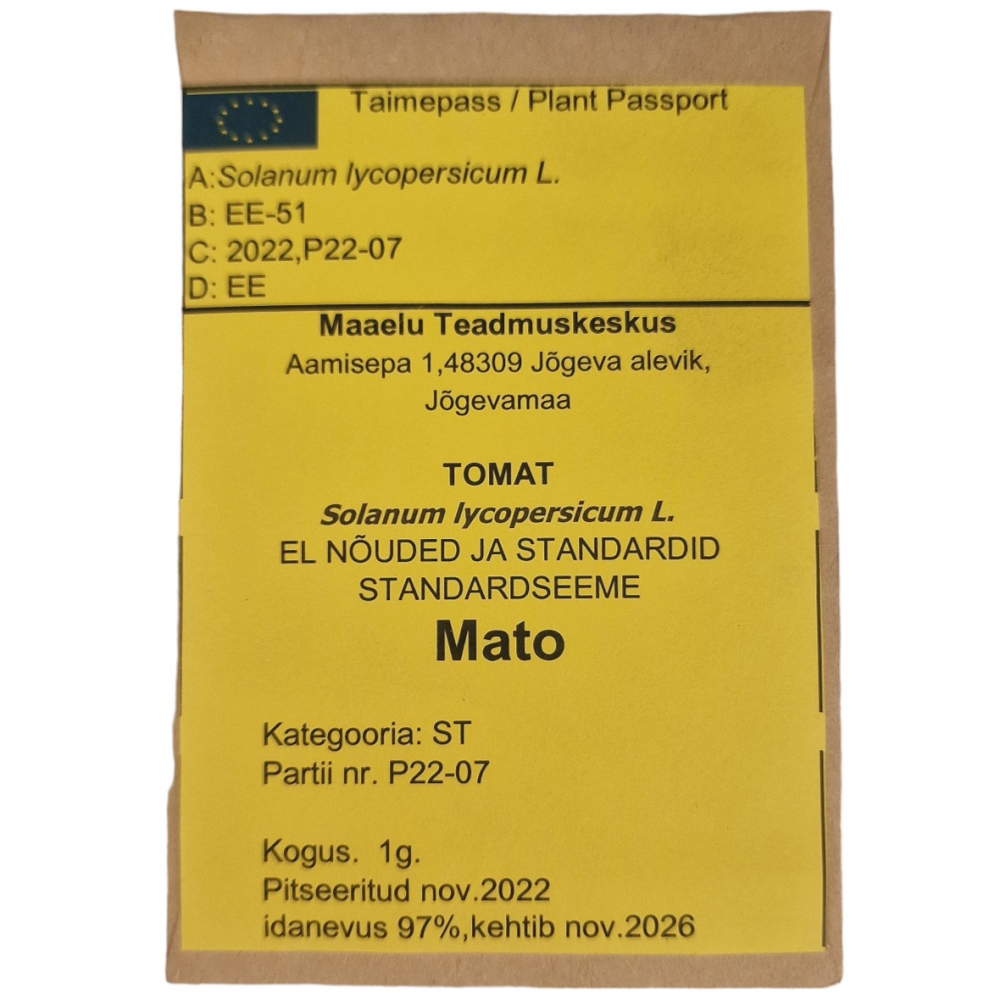 Taimepass / Plant Passport
A:Solanum lycopersicum L.
B: EE-51
C: 2022,P22-07
D: EE
Maaelu Teadmuskeskus
Aamisepa 1,48309 Jõgeva alevik,
Jõgevamaa
TOMAT
Solanum lycopersicum L.
EL NÕUDED JA STANDARDID
STANDARDSEEME
Mato
Kategooria: ST
Partii nr. P22-07
Kogus.  1g.
Pitseeritud nov.2022
idanevus 97%,kehtib nov.2026